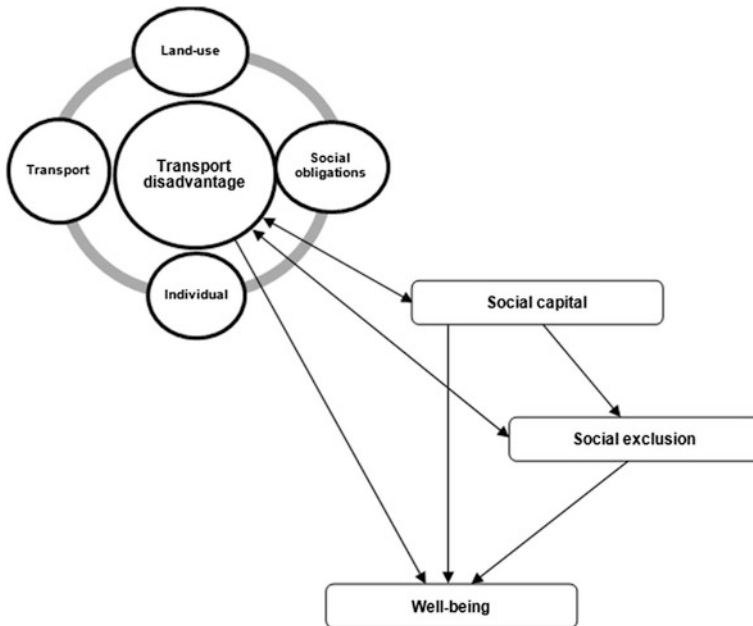 Land-use
Transport
Transport
disadvantage
Social
obligations
Individual
Social capital
Social exclusion
Well-being